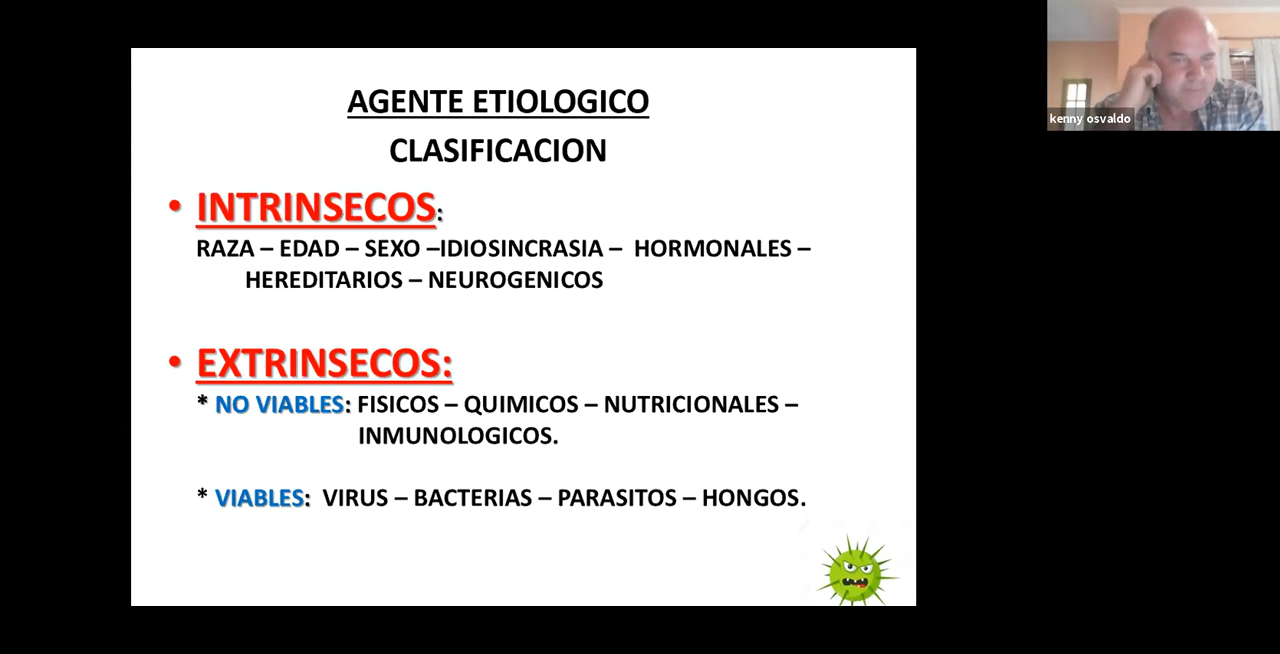 AGENTE ETIOLOGICO
CLASIFICACION
• INTRINSECOS:
RAZA – EDAD – SEXO –IDIOSINCRASIA – HORMONALES –
HEREDITARIOS – NEUROGENICOS
• EXTRINSECOS:
* NO VIABLES: FISICOS – QUIMICOS – NUTRICIONALES –
INMUNOLOGICOS.
* VIABLES: VIRUS – BACTERIAS – PARASITOS – HONGOS.
kenny osvaldo